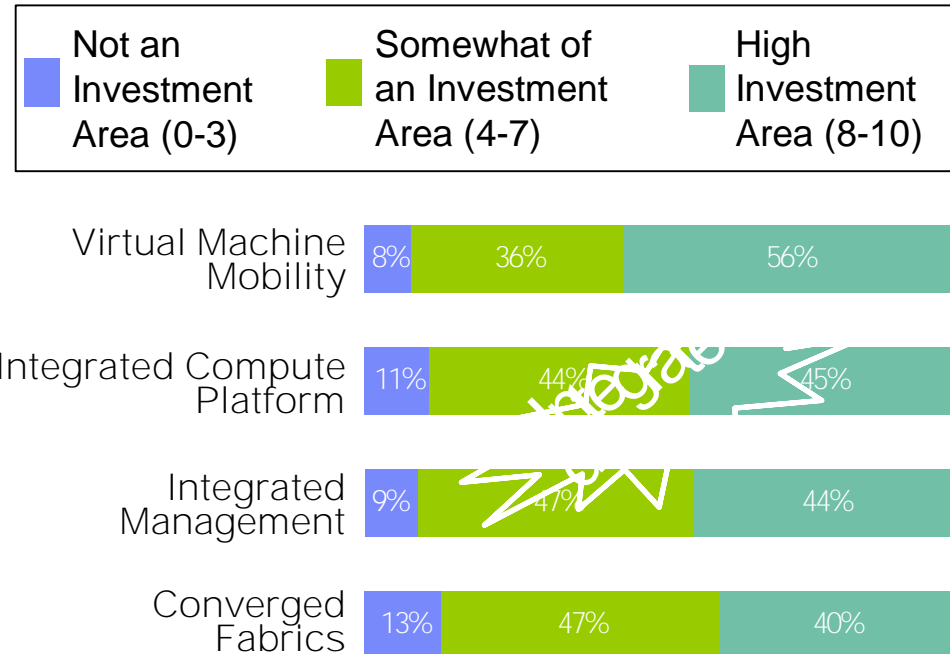 Not an
Investment
Area (0-3)
Somewhat of
an Investment
Area (4-7)
High
Investment
Area (8-10)
Virtual Machine
Mobility
8% 36% 56%
Integrated Compute
Platform
11% 44% 45%
Integrated
Management
9% 47% 44%
Converged
Fabrics
13% 47% 40%